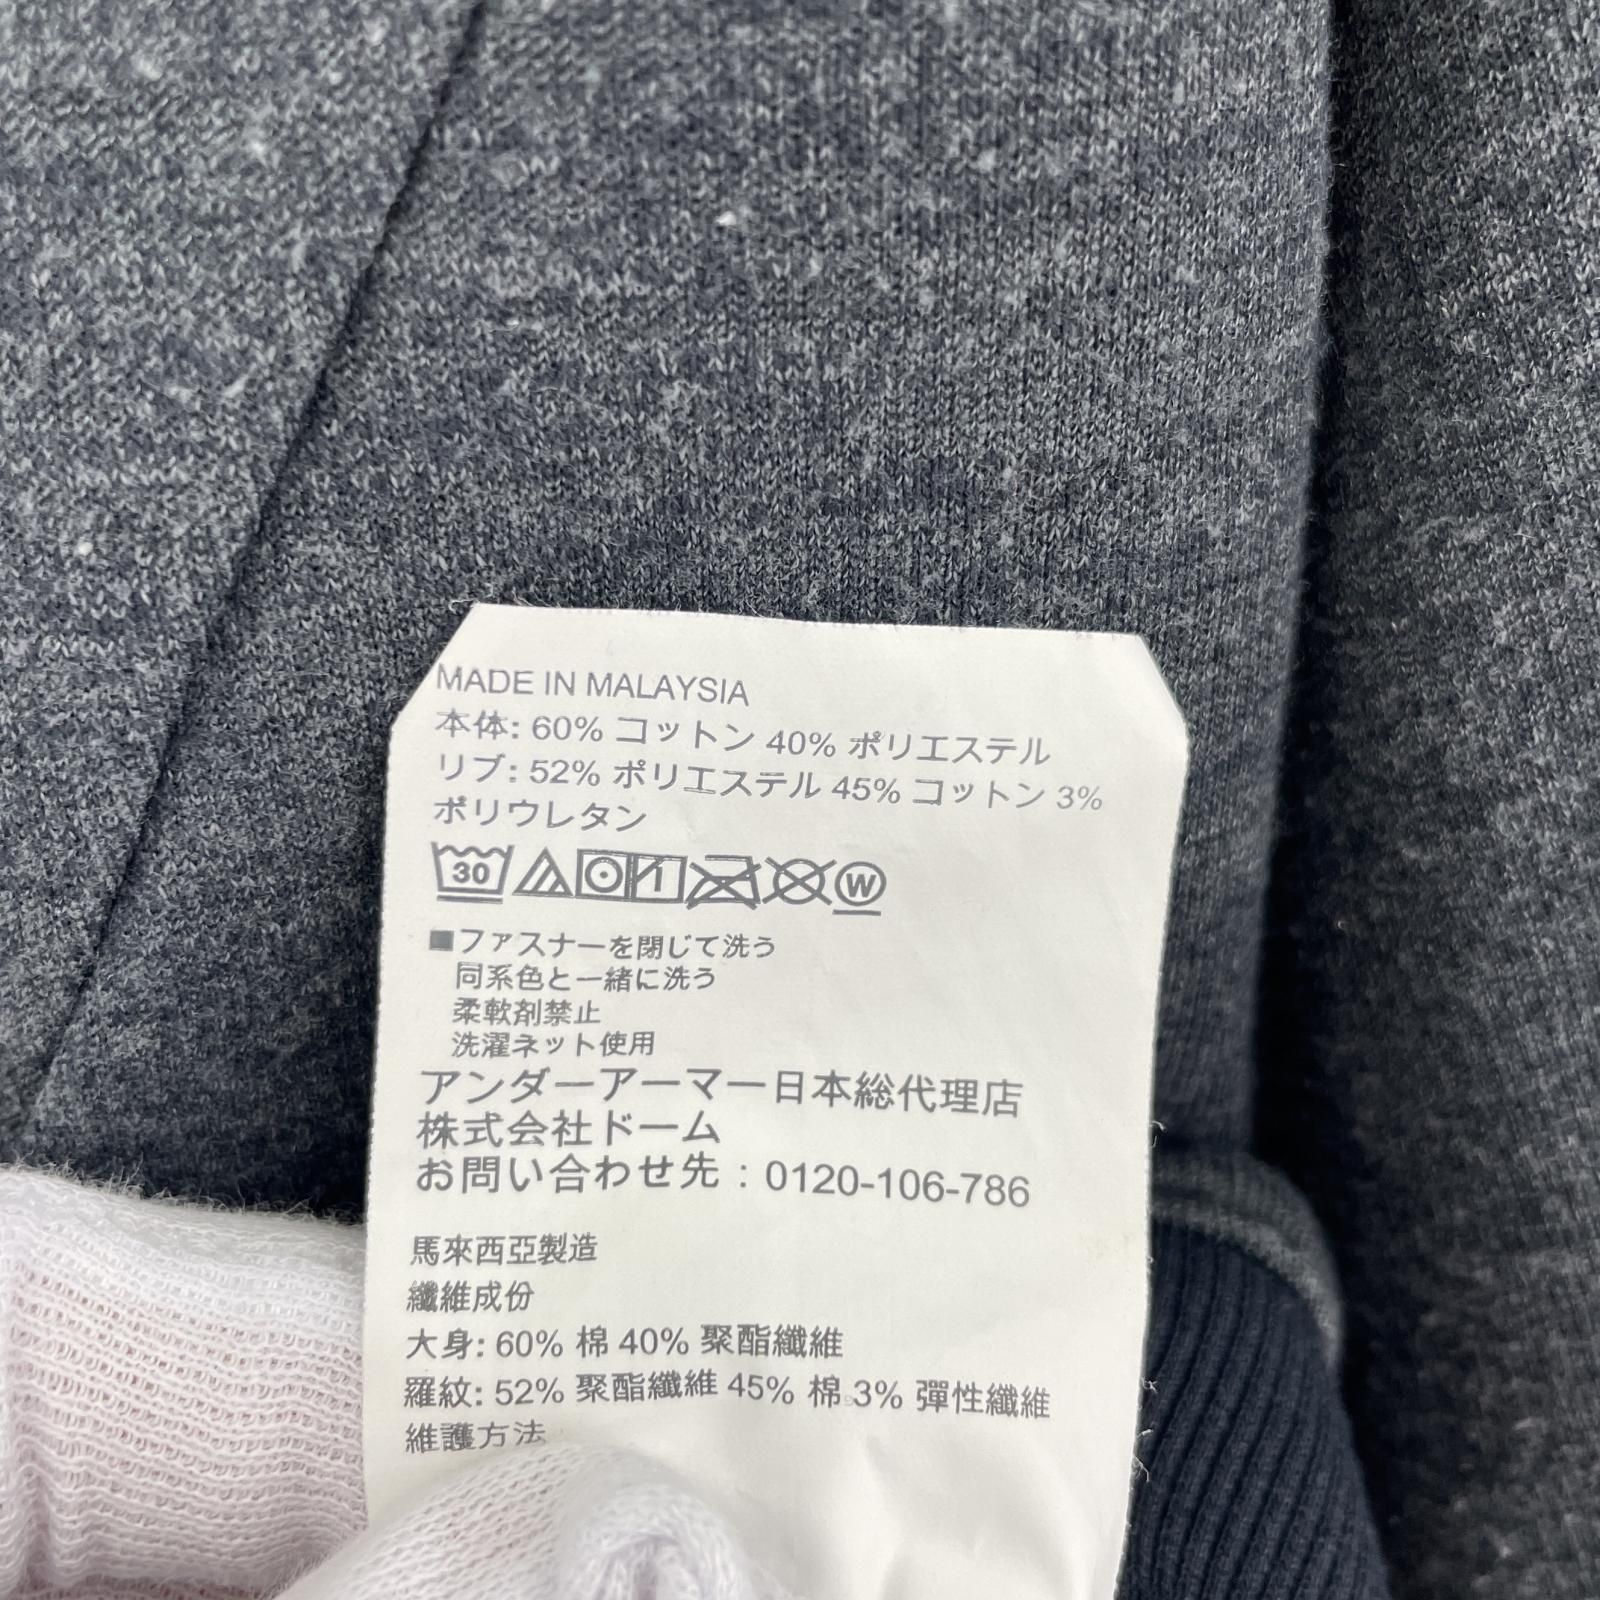 MADE IN MALAYSIA
本体: 60% コットン 40% ポリエステル
リブ: 52% ポリエステル 45% コットン 3%
ポリウレタン
30 1 W
■ファスナーを閉じて洗う
同系色と一緒に洗う
柔軟剤禁止
洗濯ネット使用
アンダーアーマー日本総代理店
株式会社ドーム
お問い合わせ先 : 0120-106-786
馬來西亞製造
纖維成份
大身: 60% 棉 40% 聚酯纖維
羅紋: 52% 聚酯纖維 45% 棉 3% 彈性纖維
維護方法